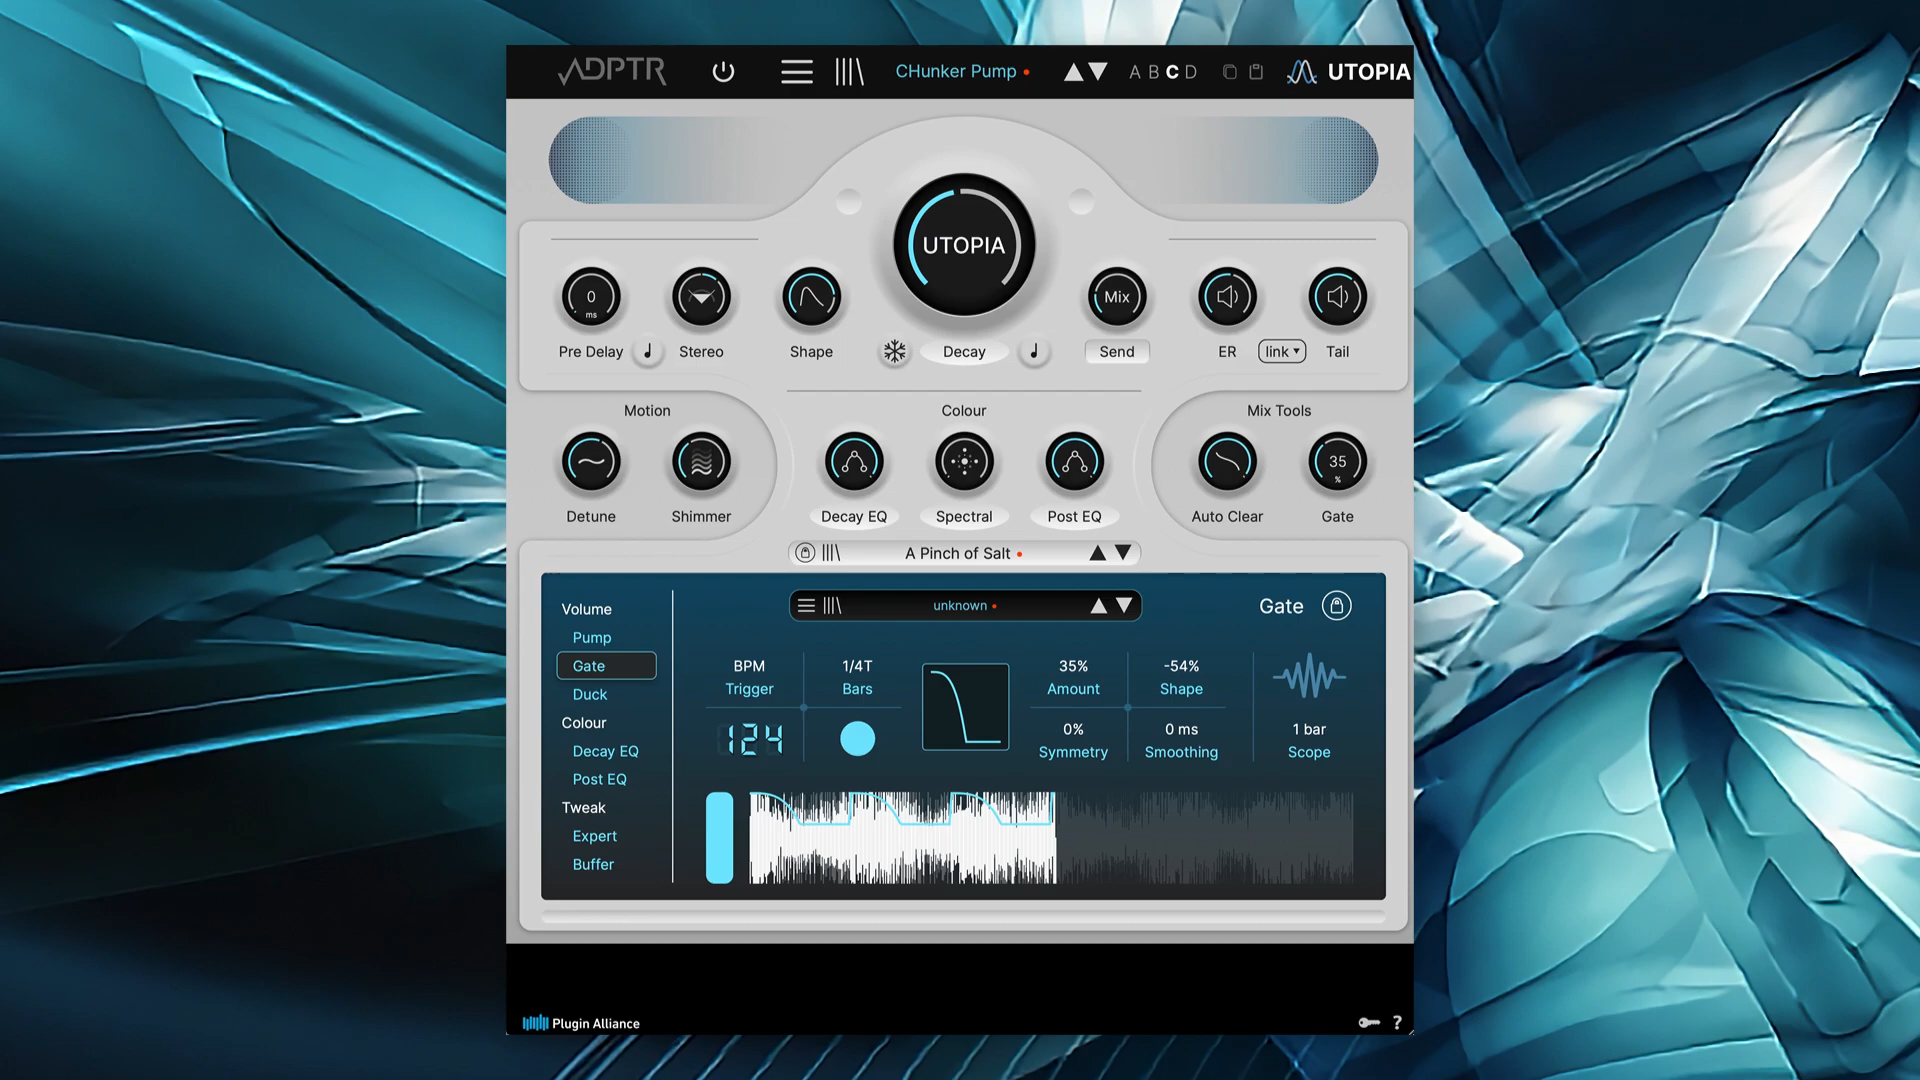 ADPTR CHunker Pump A B C D UTOPIA
UTOPIA
0 Mix
ms
Pre Delay Stereo Shape Decay Send ER link Tail
Motion Colour Mix Tools
35
%
Detune Shimmer Decay EQ Spectral Post EQ Auto Clear Gate
A Pinch of Salt
unknown Gate
Volume
Pump
Gate
Duck
Colour
Decay EQ
Post EQ
Tweak
Expert
Buffer
BPM 1/4T 35% -54%
Trigger Bars Amount Shape
124 0% 0 ms 1 bar
Symmetry Smoothing Scope
Plugin Alliance ?